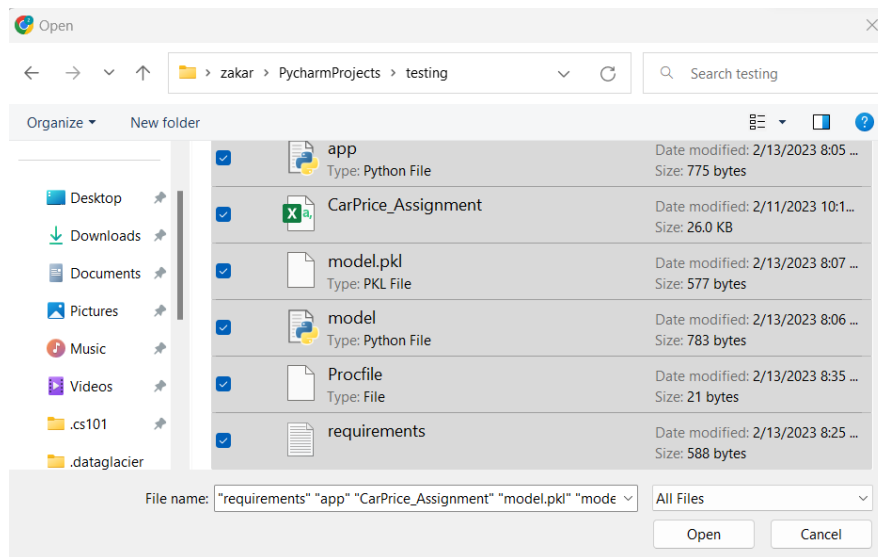 Open
zakar > PycharmProjects > testing
Search testing
Organize
New folder
Desktop
Downloads
Documents
Pictures
Music
Videos
.cs101
.dataglacier
app
Type: Python File
Date modified: 2/13/2023 8:05 ...
Size: 775 bytes
CarPrice_Assignment
Date modified: 2/11/2023 10:1...
Size: 26.0 KB
model.pkl
Type: PKL File
Date modified: 2/13/2023 8:07 ...
Size: 577 bytes
model
Type: Python File
Date modified: 2/13/2023 8:06 ...
Size: 783 bytes
Procfile
Type: File
Date modified: 2/13/2023 8:35 ...
Size: 21 bytes
requirements
Date modified: 2/13/2023 8:25 ...
Size: 588 bytes
File name: "requirements" "app" "CarPrice_Assignment" "model.pkl" "mode
All Files
Open
Cancel